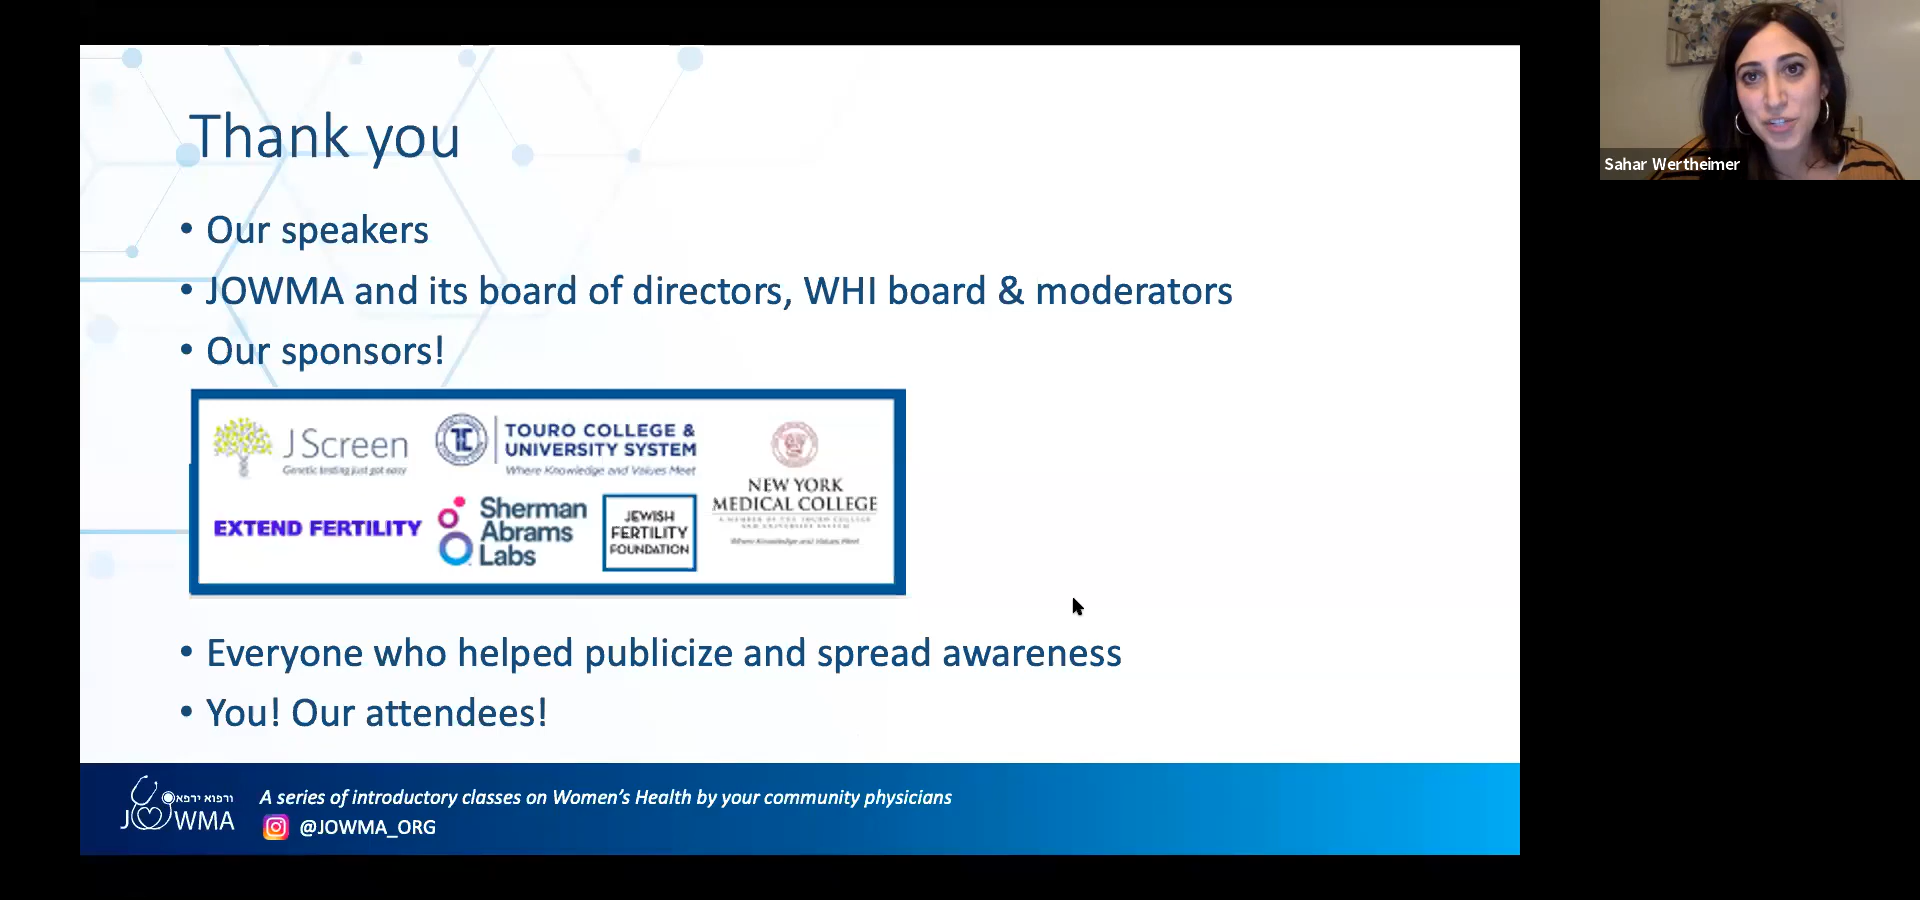 Thank you
• Our speakers
• JOWMA and its board of directors, WHI board & moderators
• Our sponsors!
JScreen
Genetic testing just got easy
TOURO COLLEGE &
UNIVERSITY SYSTEM
Where Knowledge and Values Meet
NEW YORK
MEDICAL COLLEGE
A MEMBER OF THE TOURO COLLEGE
AND UNIVERSITY SYSTEM
Where Knowledge and Values Meet
EXTEND FERTILITY
Sherman
Abrams
Labs
JEWISH
FERTILITY
FOUNDATION
• Everyone who helped publicize and spread awareness
• You! Our attendees!
ורפוא ירפא
JOWMA
A series of introductory classes on Women's Health by your community physicians
@JOWMA_ORG
Sahar Wertheimer